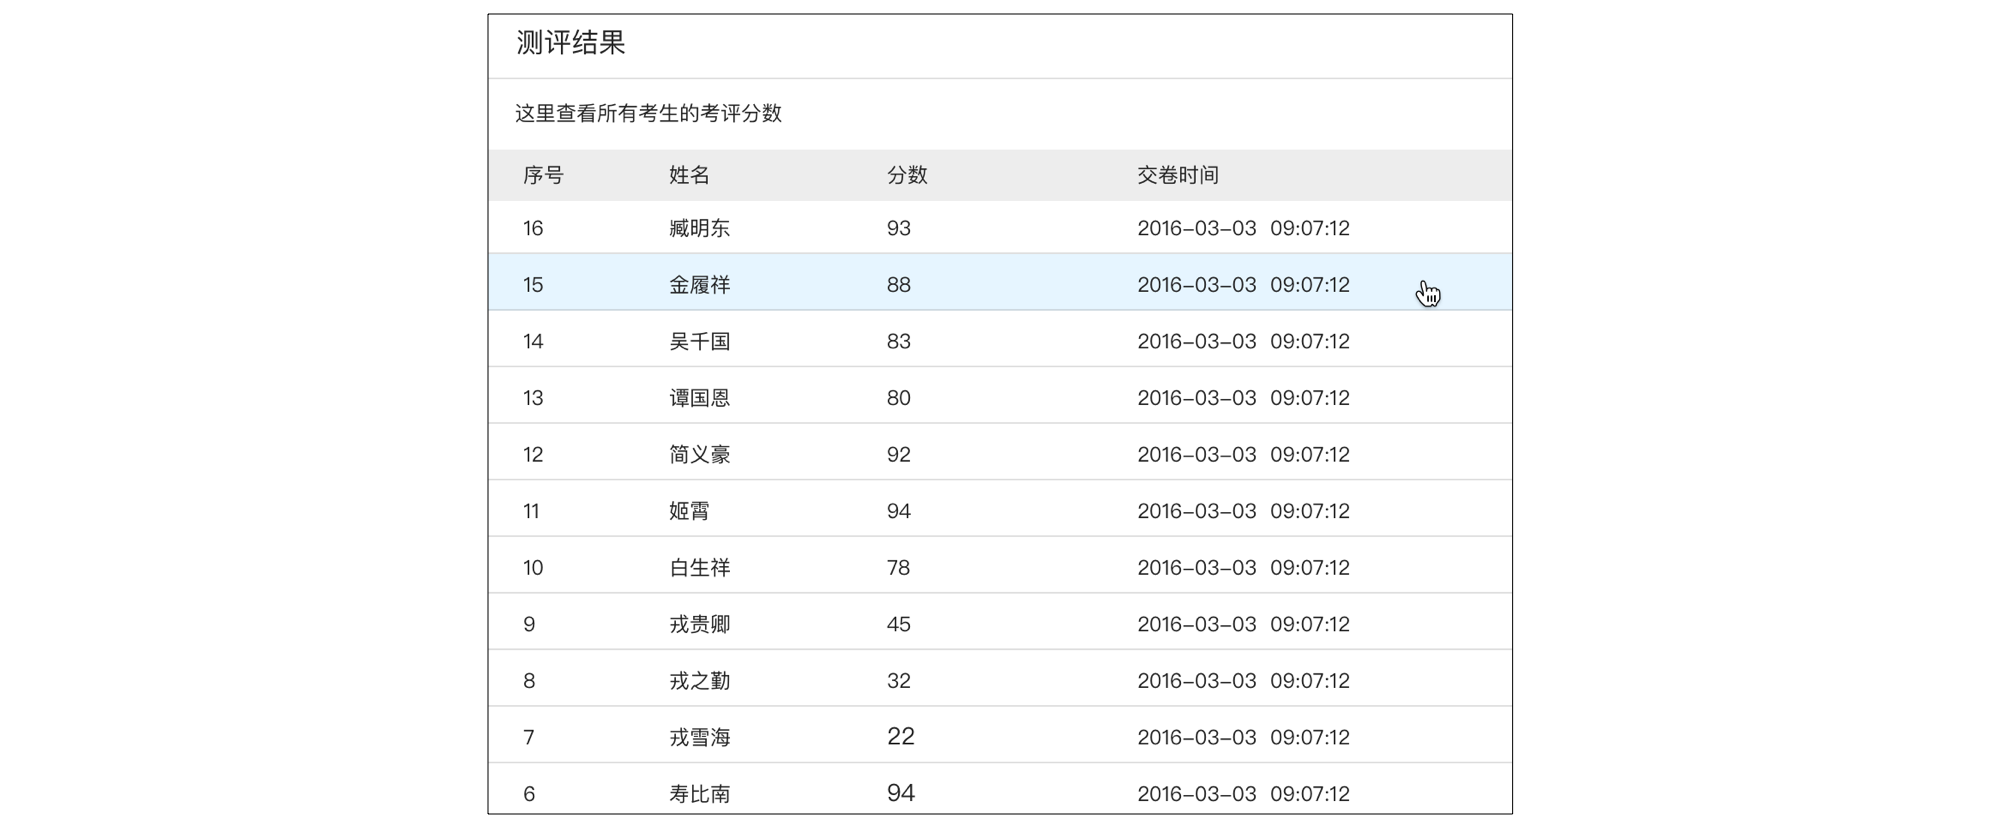 测评结果
这里查看所有考生的考评分数
序号 姓名 分数 交卷时间
16 臧明东 93 2016-03-03 09:07:12
15 金履祥 88 2016-03-03 09:07:12
14 吴千国 83 2016-03-03 09:07:12
13 谭国恩 80 2016-03-03 09:07:12
12 简义豪 92 2016-03-03 09:07:12
11 姬霄 94 2016-03-03 09:07:12
10 白生祥 78 2016-03-03 09:07:12
9 戎贵卿 45 2016-03-03 09:07:12
8 戎之勤 32 2016-03-03 09:07:12
7 戎雪海 22 2016-03-03 09:07:12
6 寿比南 94 2016-03-03 09:07:12